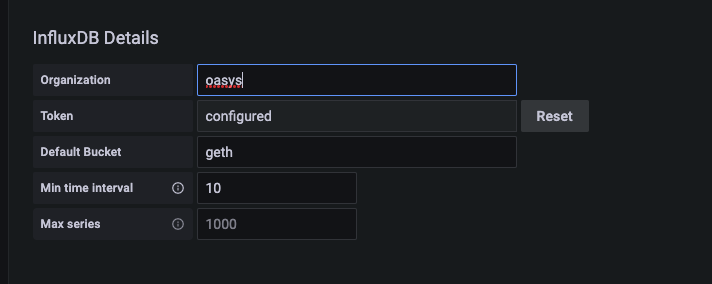 InfluxDB Details
Organization oasys
Token configured Reset
Default Bucket geth
Min time interval 10
Max series 1000